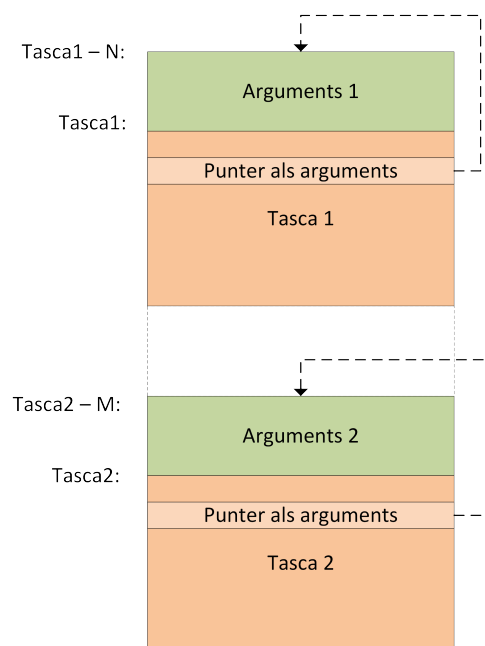 Tasca1 – N:
Arguments 1
Tasca1:
Punter als arguments
Tasca 1
Tasca2 – M:
Arguments 2
Tasca2:
Punter als arguments
Tasca 2